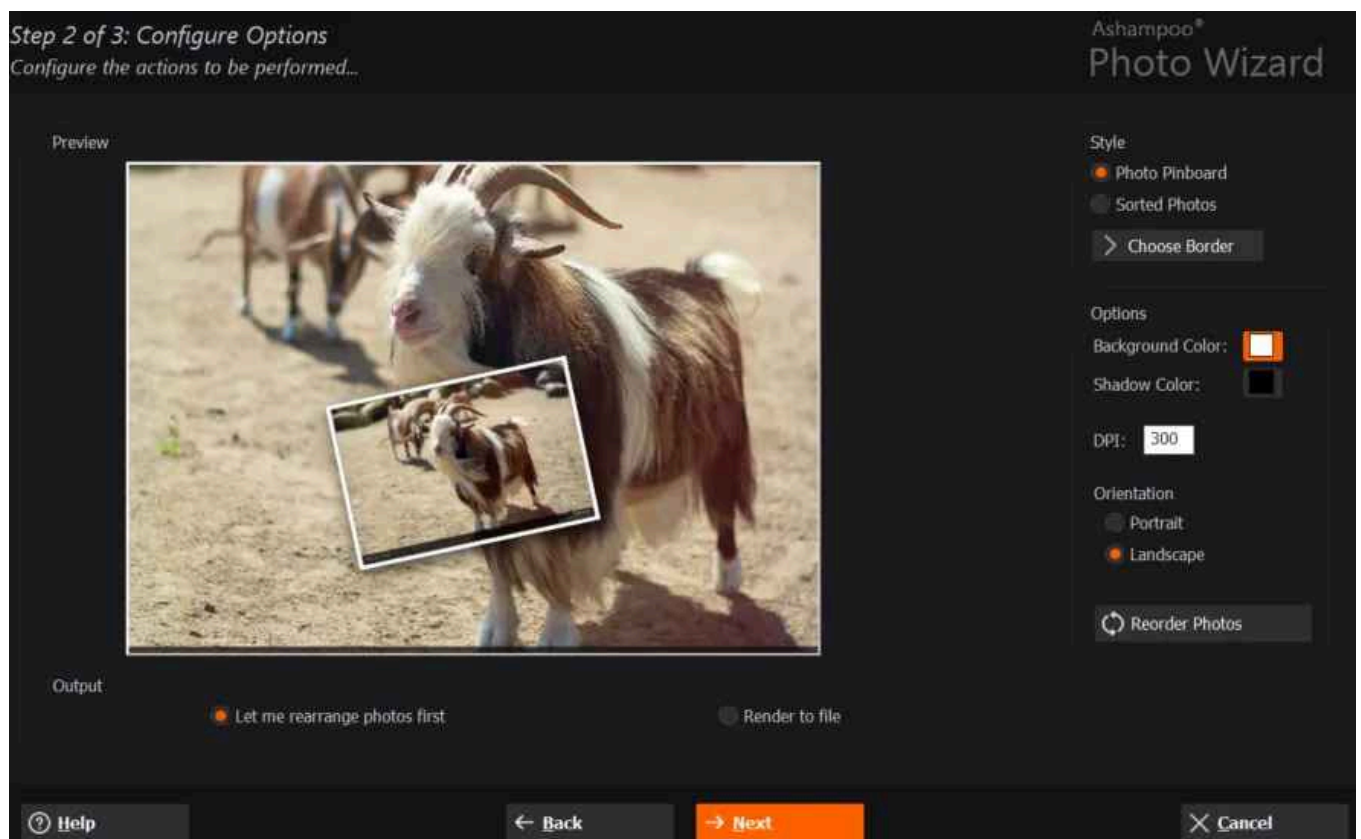 Step 2 of 3: Configure Options
Configure the actions to be performed...
Ashampoo®
Photo Wizard
Preview
Style
Photo Pinboard
Sorted Photos
Choose Border
Options
Background Color:
Shadow Color:
DPI: 300
Orientation
Portrait
Landscape
Reorder Photos
Output
Let me rearrange photos first
Render to file
Help
Back
Next
Cancel